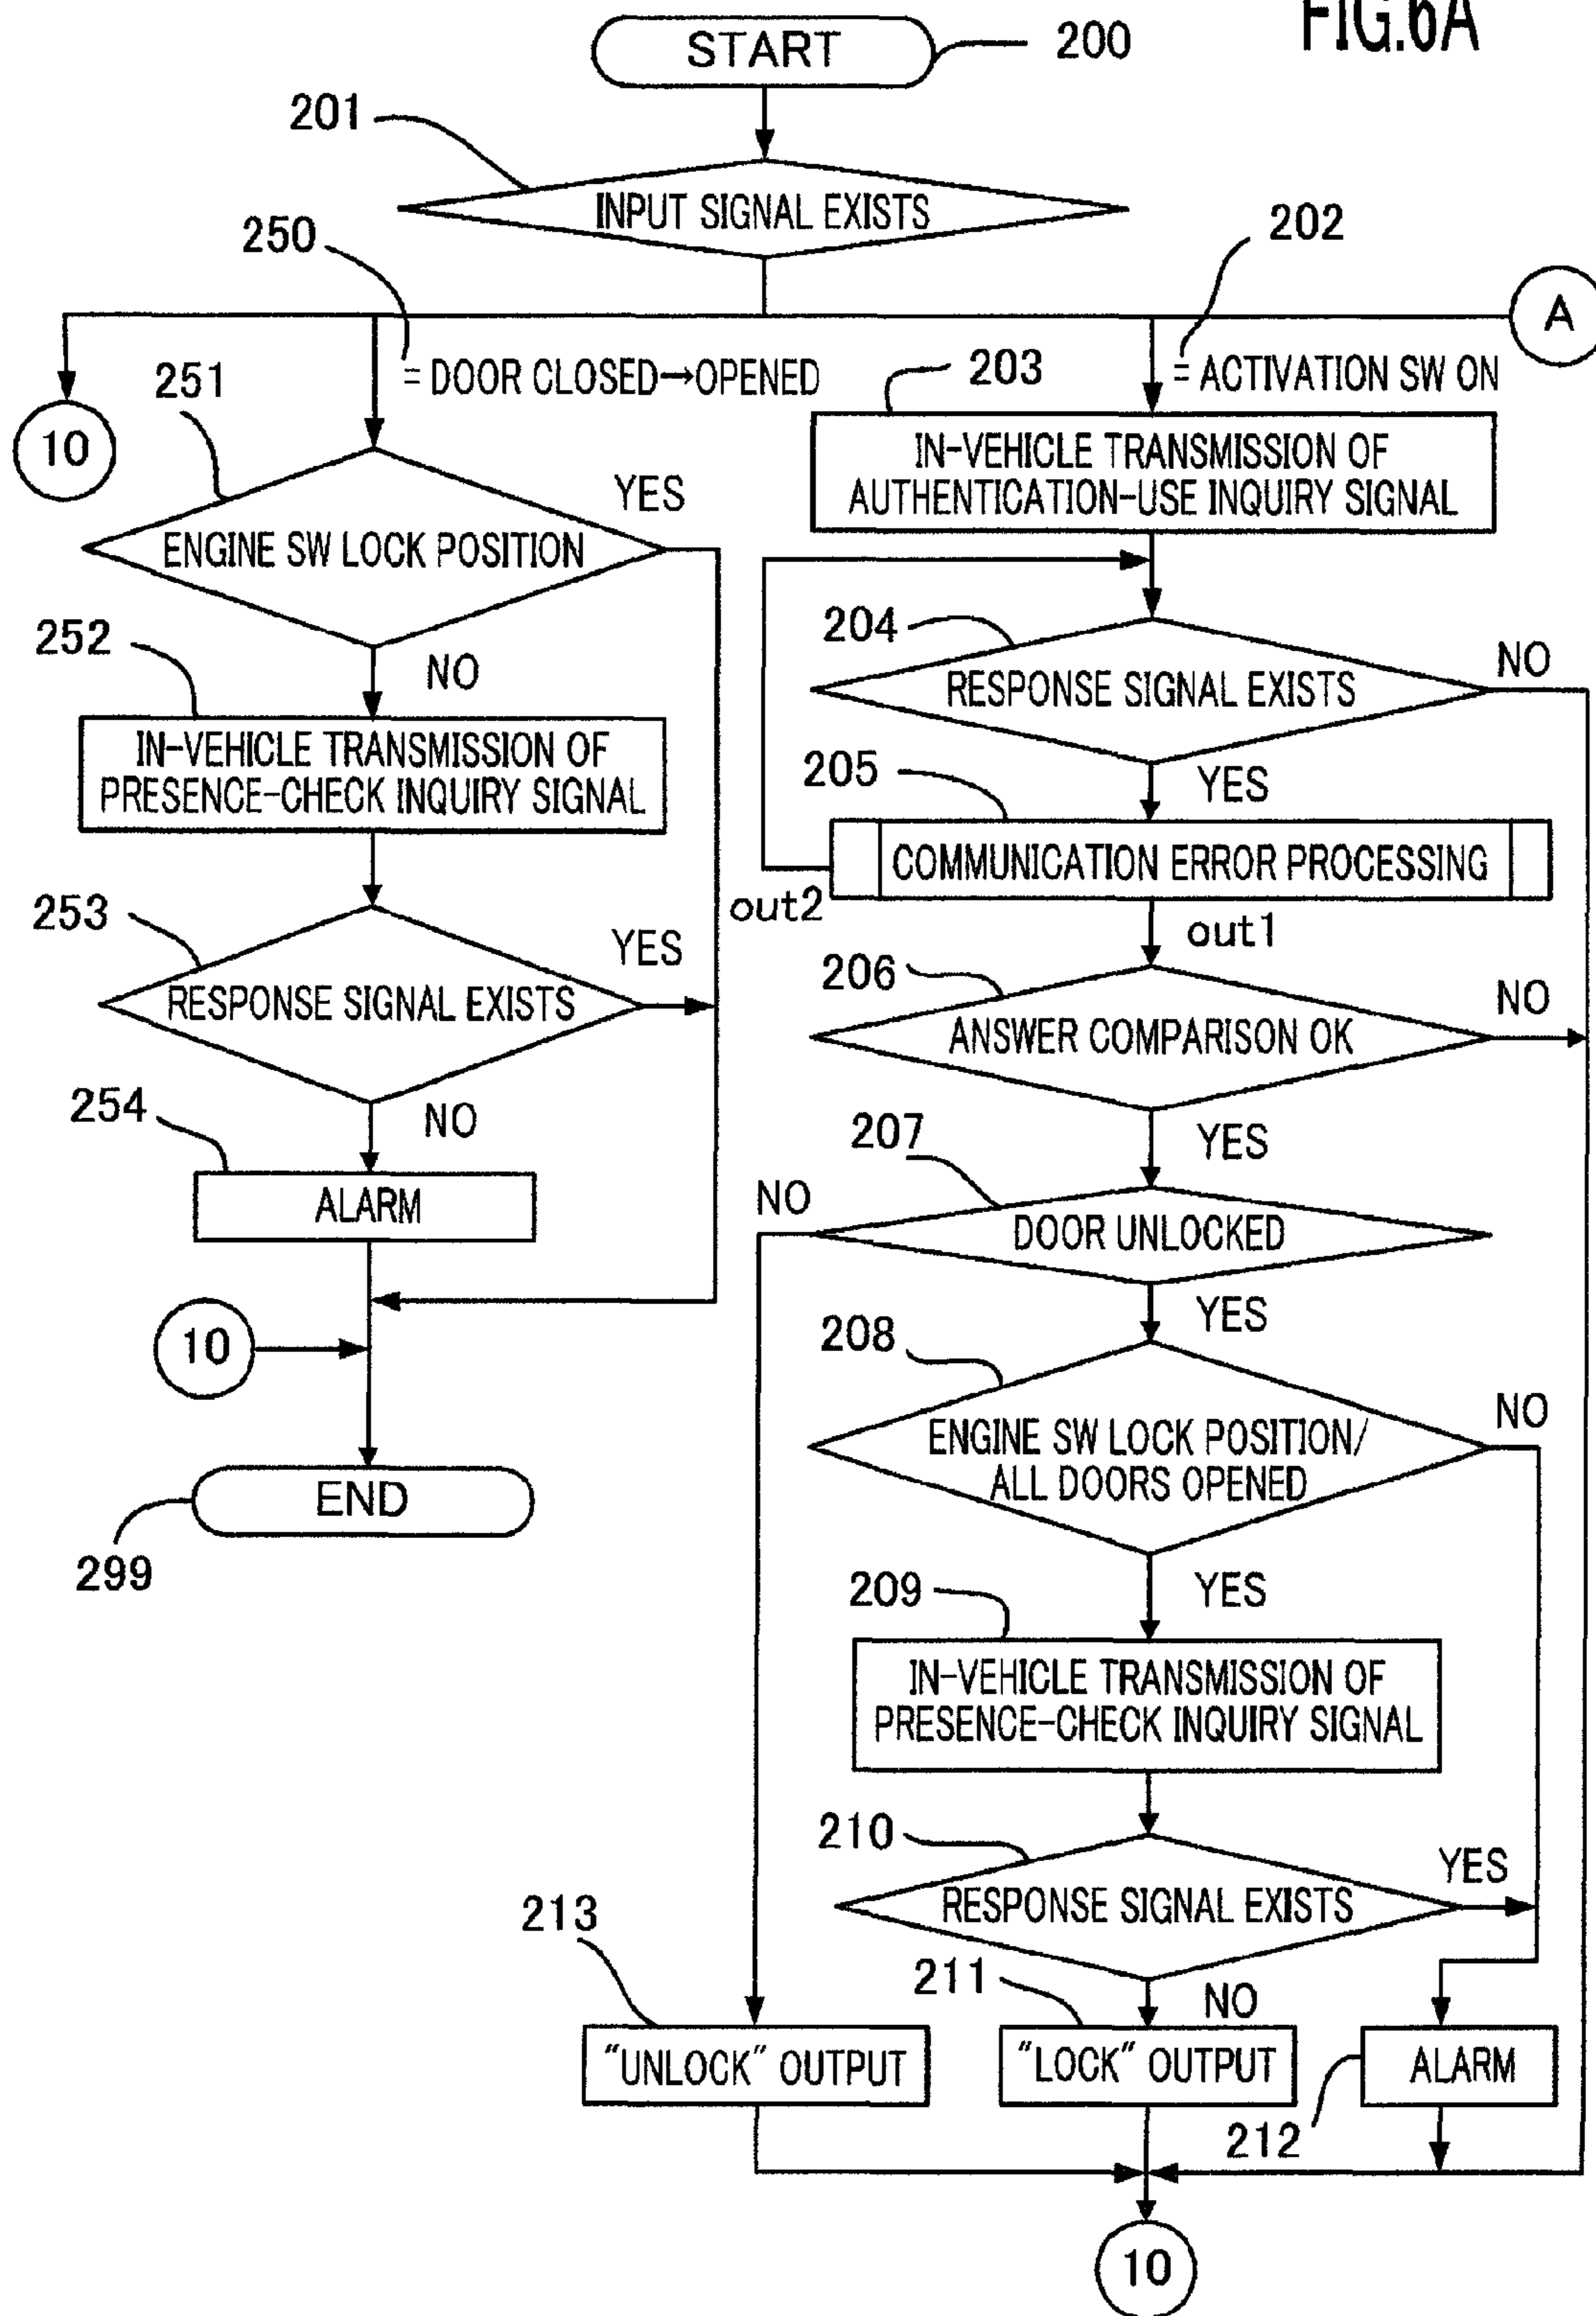 FIG.6A
START
200
201
INPUT SIGNAL EXISTS
250
202
A
= DOOR CLOSED→OPENED
= ACTIVATION SW ON
10
251
ENGINE SW LOCK POSITION
YES
NO
203
IN-VEHICLE TRANSMISSION OF
AUTHENTICATION-USE INQUIRY SIGNAL
252
IN-VEHICLE TRANSMISSION OF
PRESENCE-CHECK INQUIRY SIGNAL
204
RESPONSE SIGNAL EXISTS
NO
YES
205
COMMUNICATION ERROR PROCESSING
out2
out1
253
RESPONSE SIGNAL EXISTS
YES
NO
206
ANSWER COMPARISON OK
NO
YES
254
ALARM
207
NO
DOOR UNLOCKED
YES
10
208
ENGINE SW LOCK POSITION/
ALL DOORS OPENED
NO
YES
END
299
209
IN-VEHICLE TRANSMISSION OF
PRESENCE-CHECK INQUIRY SIGNAL
210
RESPONSE SIGNAL EXISTS
YES
NO
213
"UNLOCK" OUTPUT
211
"LOCK" OUTPUT
ALARM
212
10